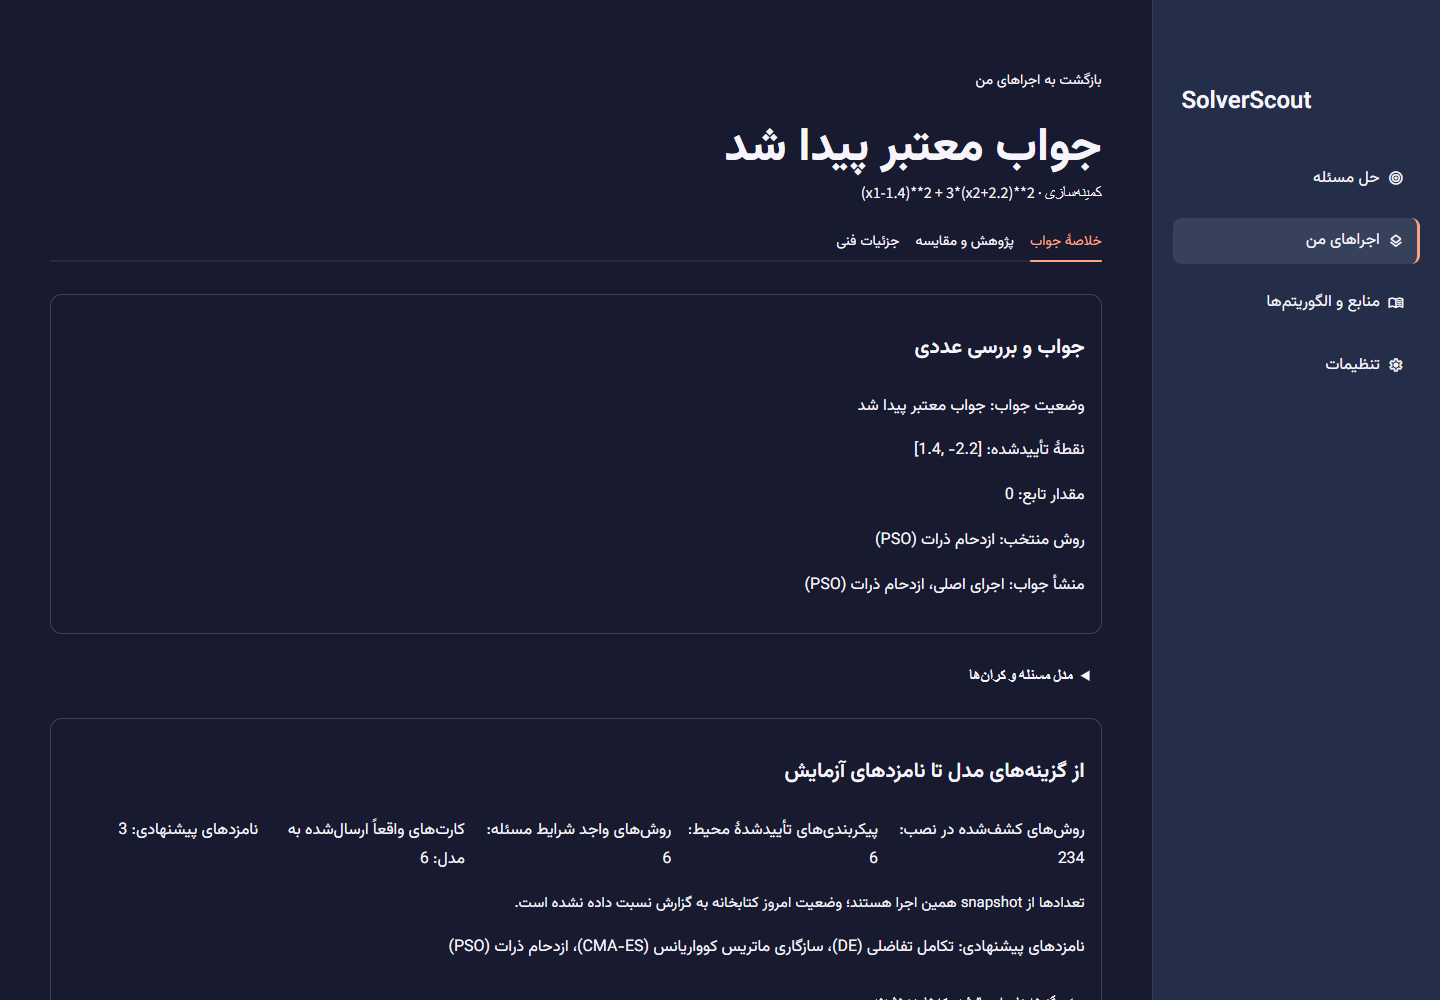 SolverScout
حل مسئله
اجراهای من
منابع و الگوریتم‌ها
تنظیمات
بازگشت به اجراهای من
جواب معتبر پیدا شد
کمینه‌سازی · (x1-1.4)**2 + 3*(x2+2.2)**2
خلاصهٔ جواب
پژوهش و مقایسه
جزئیات فنی
جواب و بررسی عددی
وضعیت جواب: جواب معتبر پیدا شد
نقطهٔ تأییدشده: [1.4, -2.2]
مقدار تابع: 0
روش منتخب: ازدحام ذرات (PSO)
منشأ جواب: اجرای اصلی، ازدحام ذرات (PSO)
مدل مسئله و کران‌ها
از گزینه‌های مدل تا نامزدهای آزمایش
روش‌های کشف‌شده در نصب:
234
پیکربندی‌های تأییدشدهٔ محیط:
6
روش‌های واجد شرایط مسئله:
6
کارت‌های واقعاً ارسال‌شده به
مدل: 6
نامزدهای پیشنهادی: 3
تعدادها از snapshot همین اجرا هستند؛ وضعیت امروز کتابخانه به گزارش نسبت داده نشده است.
نامزدهای پیشنهادی: تکامل تفاضلی (DE)، سازگاری ماتریس کوواریانس (CMA-ES)، ازدحام ذرات (PSO)